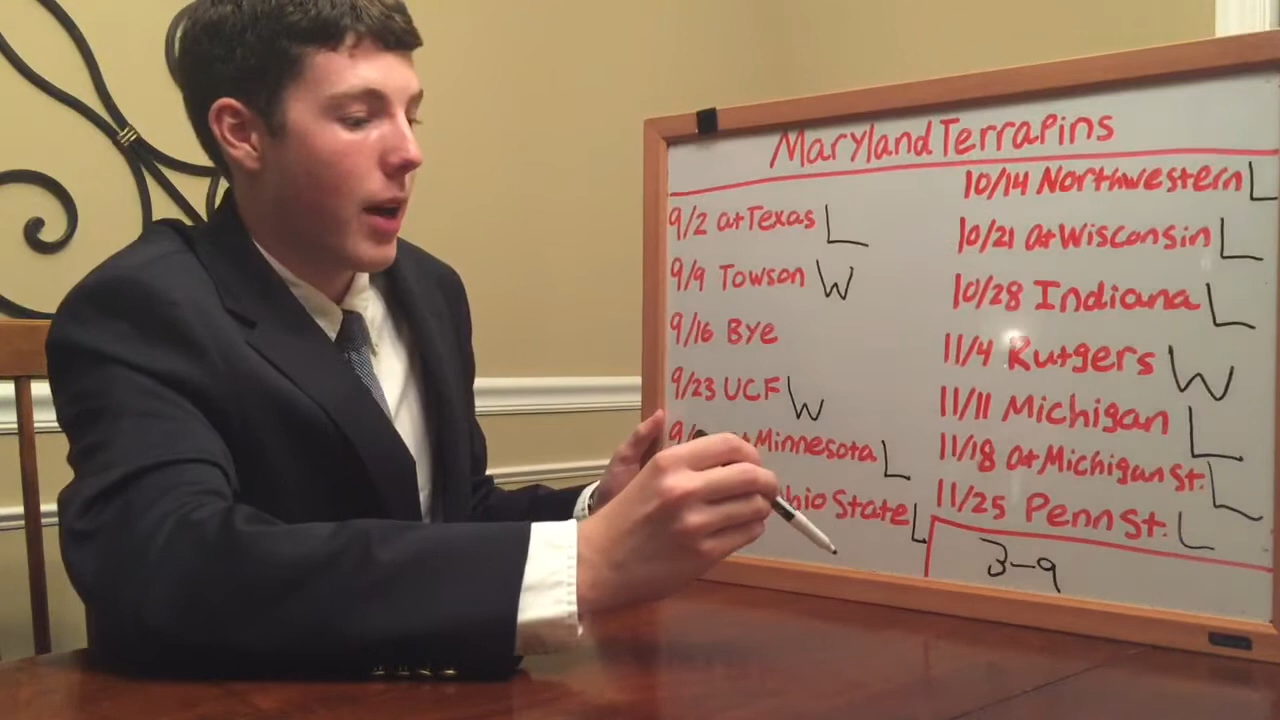 Maryland Terrapins
9/2 at Texas L
9/9 Towson W
9/16 Bye
9/23 UCF W
Minnesota L
State L
10/14 Northwestern L
10/21 at Wisconsin L
10/28 Indiana L
11/4 Rutgers W
11/11 Michigan L
11/18 at Michigan St. L
11/25 Penn St. L
3-9